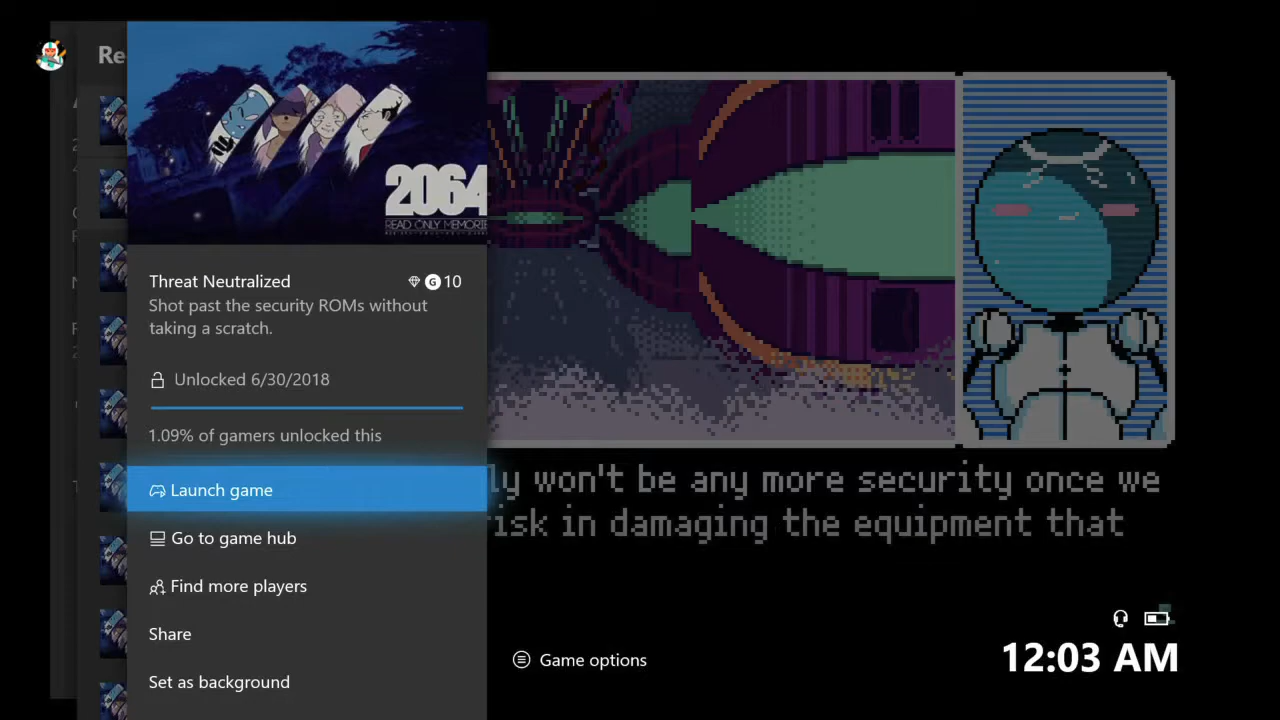 Re
2064
READ ONLY MEMORIE
Threat Neutralized
G 10
Shot past the security ROMs without
taking a scratch.
Unlocked 6/30/2018
1.09% of gamers unlocked this
Launch game
Go to game hub
Find more players
Share
Set as background
ly won't be any more security once we
risk in damaging the equipment that
Game options
12:03 AM